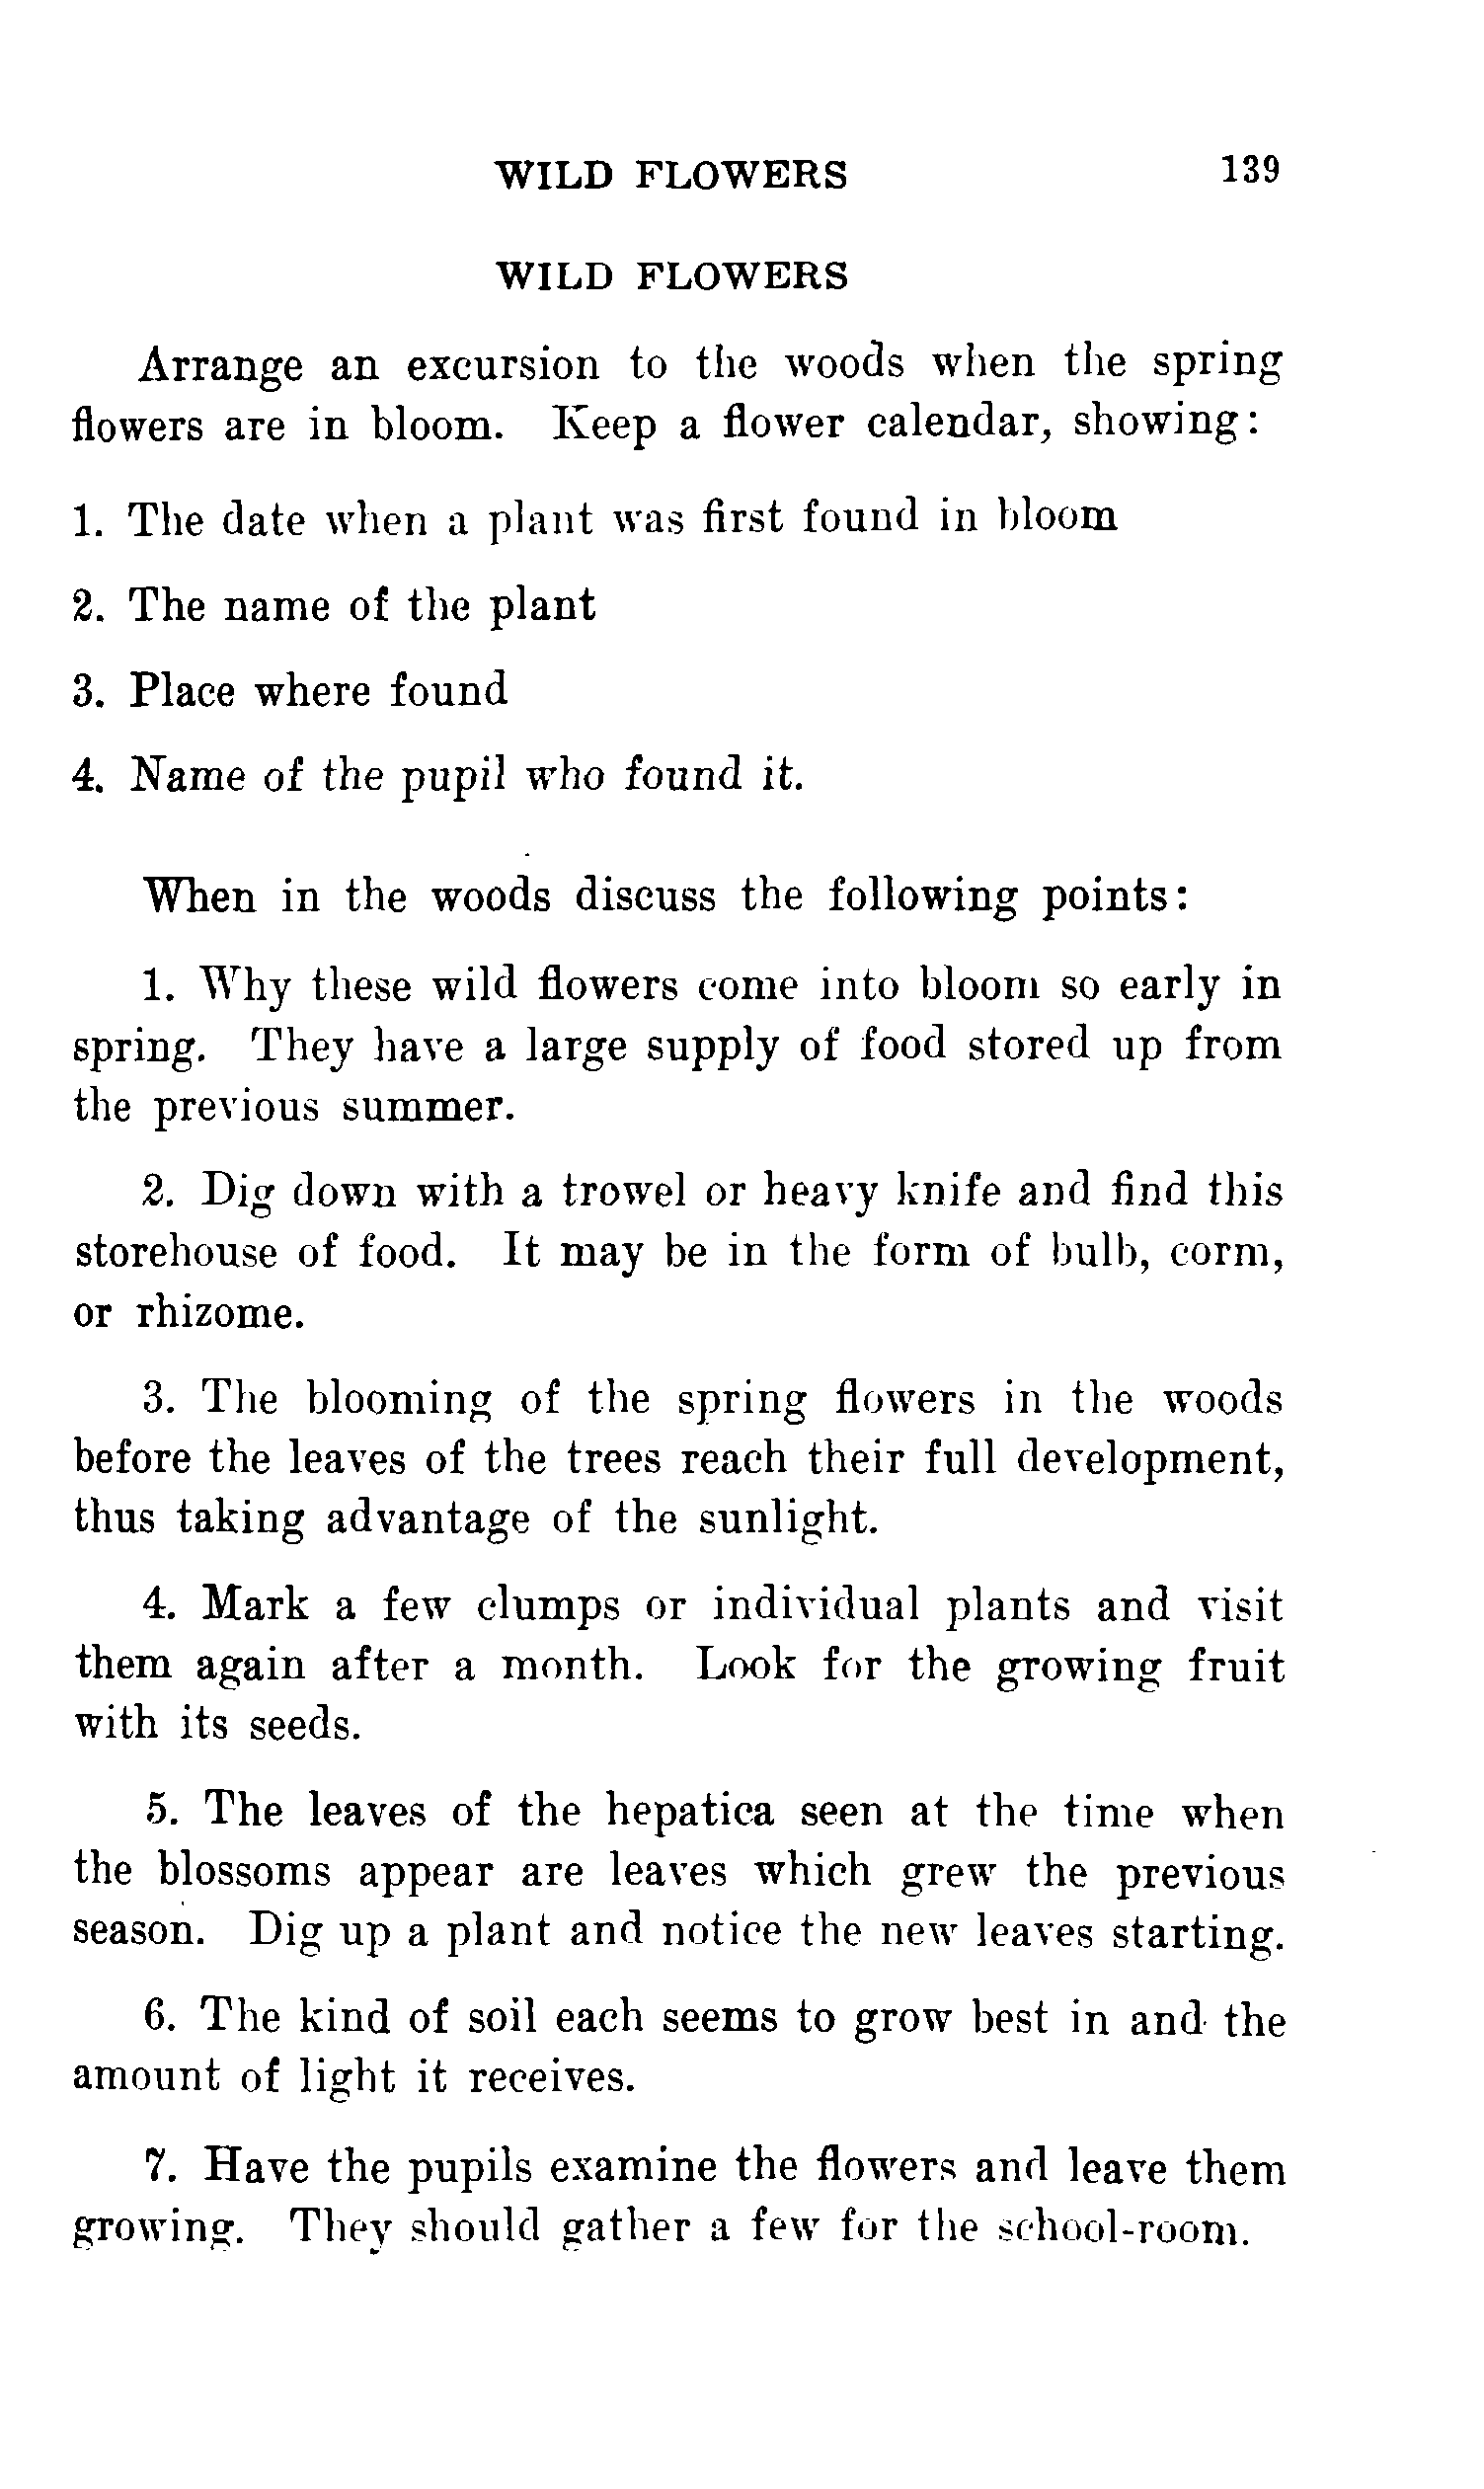 WILD FLOWERS 139
WILD FLOWERS
Arrange an excursion to the woods when the spring
flowers are in bloom. Keep a flower calendar, showing:
1. The date when a plant was first found in bloom
2. The name of the plant
3. Place where found
4. Name of the pupil who found it.
When in the woods discuss the following points:
1. Why these wild flowers come into bloom so early in
spring. They have a large supply of food stored up from
the previous summer.
2. Dig down with a trowel or heavy knife and find this
storehouse of food. It may be in the form of bulb, corm,
or rhizome.
3. The blooming of the spring flowers in the woods
before the leaves of the trees reach their full development,
thus taking advantage of the sunlight.
4. Mark a few clumps or individual plants and visit
them again after a month. Look for the growing fruit
with its seeds.
5. The leaves of the hepatica seen at the time when
the blossoms appear are leaves which grew the previous
season. Dig up a plant and notice the new leaves starting.
6. The kind of soil each seems to grow best in and the
amount of light it receives.
7. Have the pupils examine the flowers and leave them
growing. They should gather a few for the school-room.